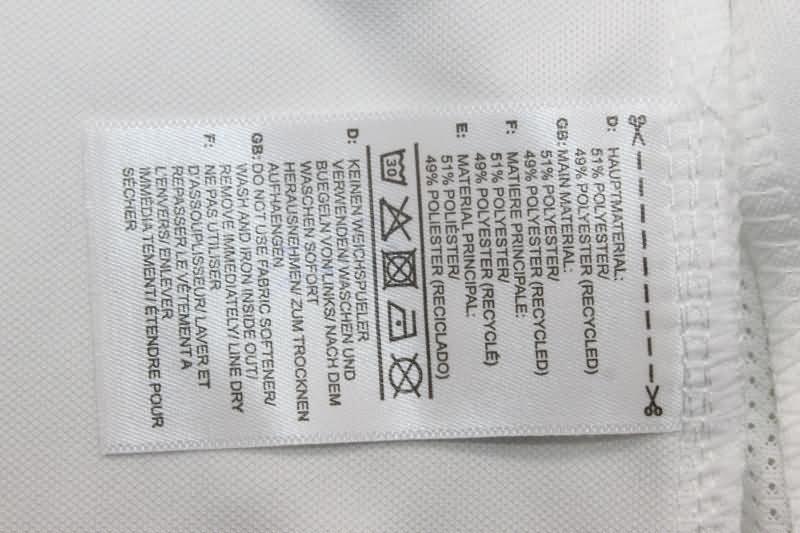 D: HAUPTMATERIAL:
51% POLYESTER/
49% POLYESTER (RECYCLED)
GB: MAIN MATERIAL:
51% POLYESTER/
49% POLYESTER (RECYCLED)
F: MATIERE PRINCIPALE:
51% POLYESTER/
49% POLYESTER (RECYCLÉ)
E: MATERIAL PRINCIPAL:
51% POLIÉSTER/
49% POLIESTER (RECICLADO)
30
D: KEINEN WEICHSPUELER
VERWENDEN/ WASCHEN UND
BUEGELN VON LINKS/ NACH DEM
WASCHEN SOFORT
HERAUSNEHMEN/ ZUM TROCKNEN
AUFHAENGEN
GB: DO NOT USE FABRIC SOFTENER/
WASH AND IRON INSIDE OUT/
REMOVE IMMEDIATELY/ LINE DRY
F: NE PAS UTILISER
D'ASSOUPLISSEUR/ LAVER ET
REPASSER LE VÊTEMENT A
L'ENVERS/ ENLEVER
IMMÉDIATEMENT/ ÉTENDRE POUR
SÉCHER